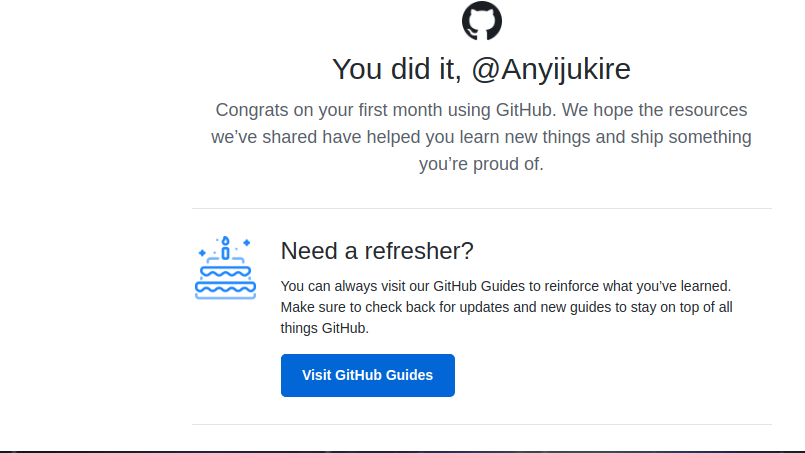 You did it, @Anyijukire
Congrats on your first month using GitHub. We hope the resources
we’ve shared have helped you learn new things and ship something
you’re proud of.
Need a refresher?
You can always visit our GitHub Guides to reinforce what you’ve learned.
Make sure to check back for updates and new guides to stay on top of all
things GitHub.
Visit GitHub Guides